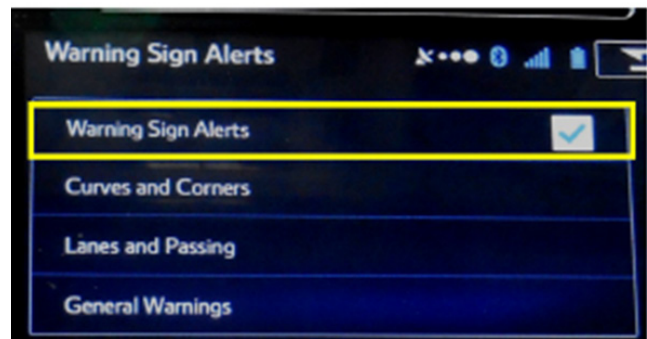 Warning Sign Alerts
Warning Sign Alerts
Curves and Corners
Lanes and Passing
General Warnings